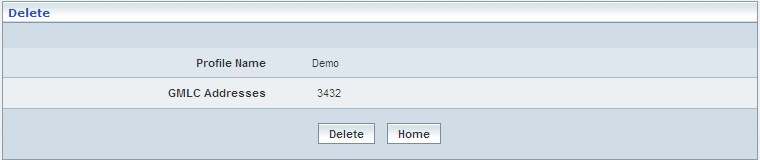 Delete
Profile Name Demo
GMLC Addresses 3432
Delete Home